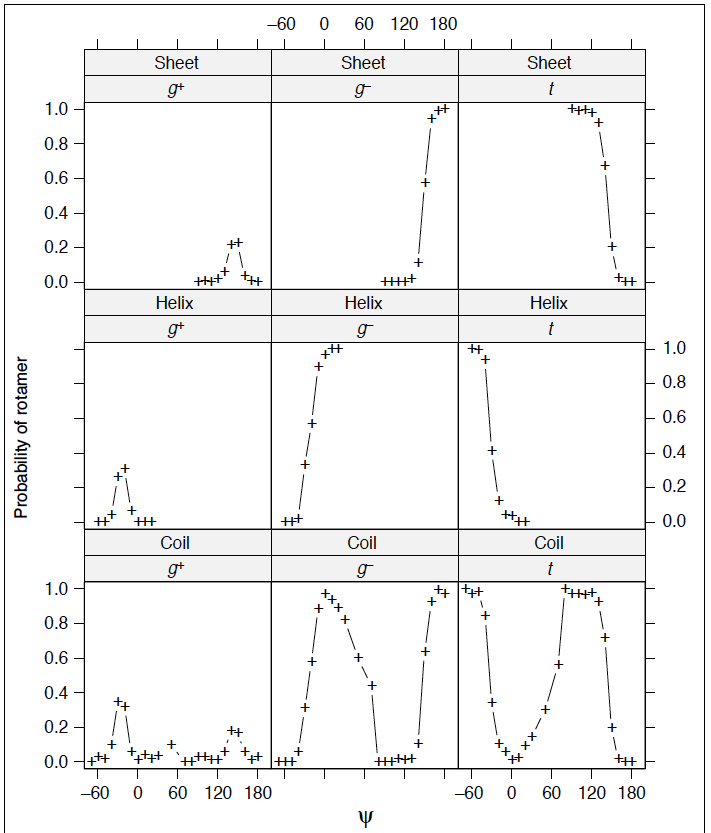 −60 0 60 120 180
Sheet Sheet Sheet
g+ g− t
1.0
0.8
0.6
0.4
0.2
0.0
Helix Helix Helix
g+ g− t
1.0
0.8
0.6
0.4
0.2
0.0
Probability of rotamer
Coil Coil Coil
g+ g− t
1.0
0.8
0.6
0.4
0.2
0.0
−60 0 60 120 180 −60 0 60 120 180
ψ